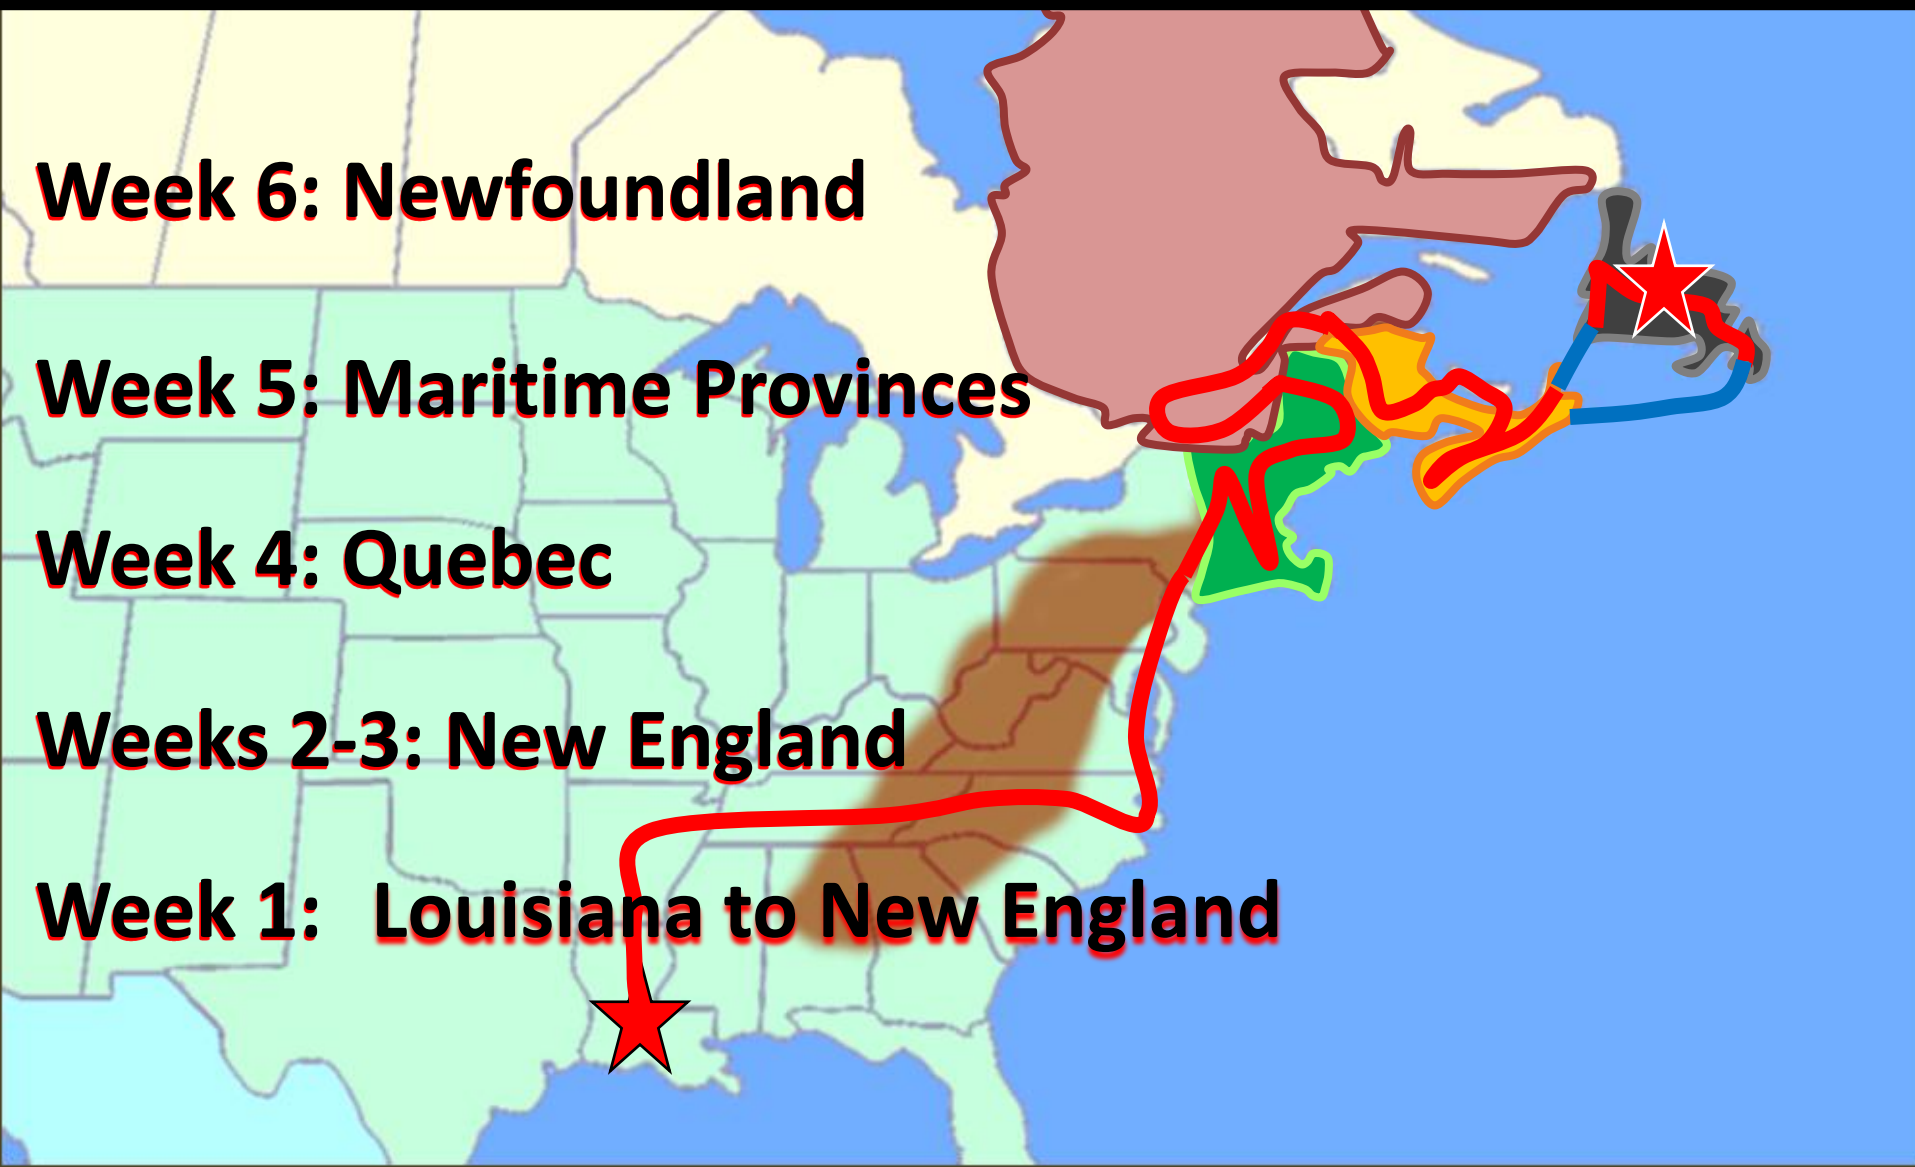 Week 6: Newfoundland
Week 5: Maritime Provinces
Week 4: Quebec
Weeks 2-3: New England
Week 1: Louisiana to New England